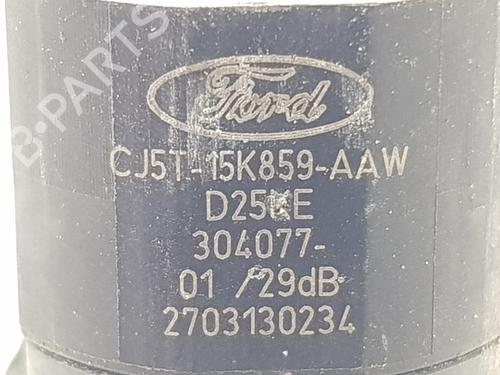 B-PARTS
Ford
CJ5T-15K859-AAW
304077-
01 /29dB
2703130234